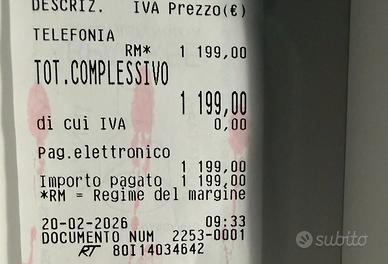 DESCRIZ. IVA Prezzo(€)
TELEFONIA
RM* 1 199,00
TOT.COMPLESSIVO
1 199,00
di cui IVA 0,00
Pag.elettronico
1 199,00
Importo pagato 1 199,00
*RM = Regime del margine
20-02-2026 09:33
DOCUMENTO NUM 2253-0001
RT 80I14034642
subito